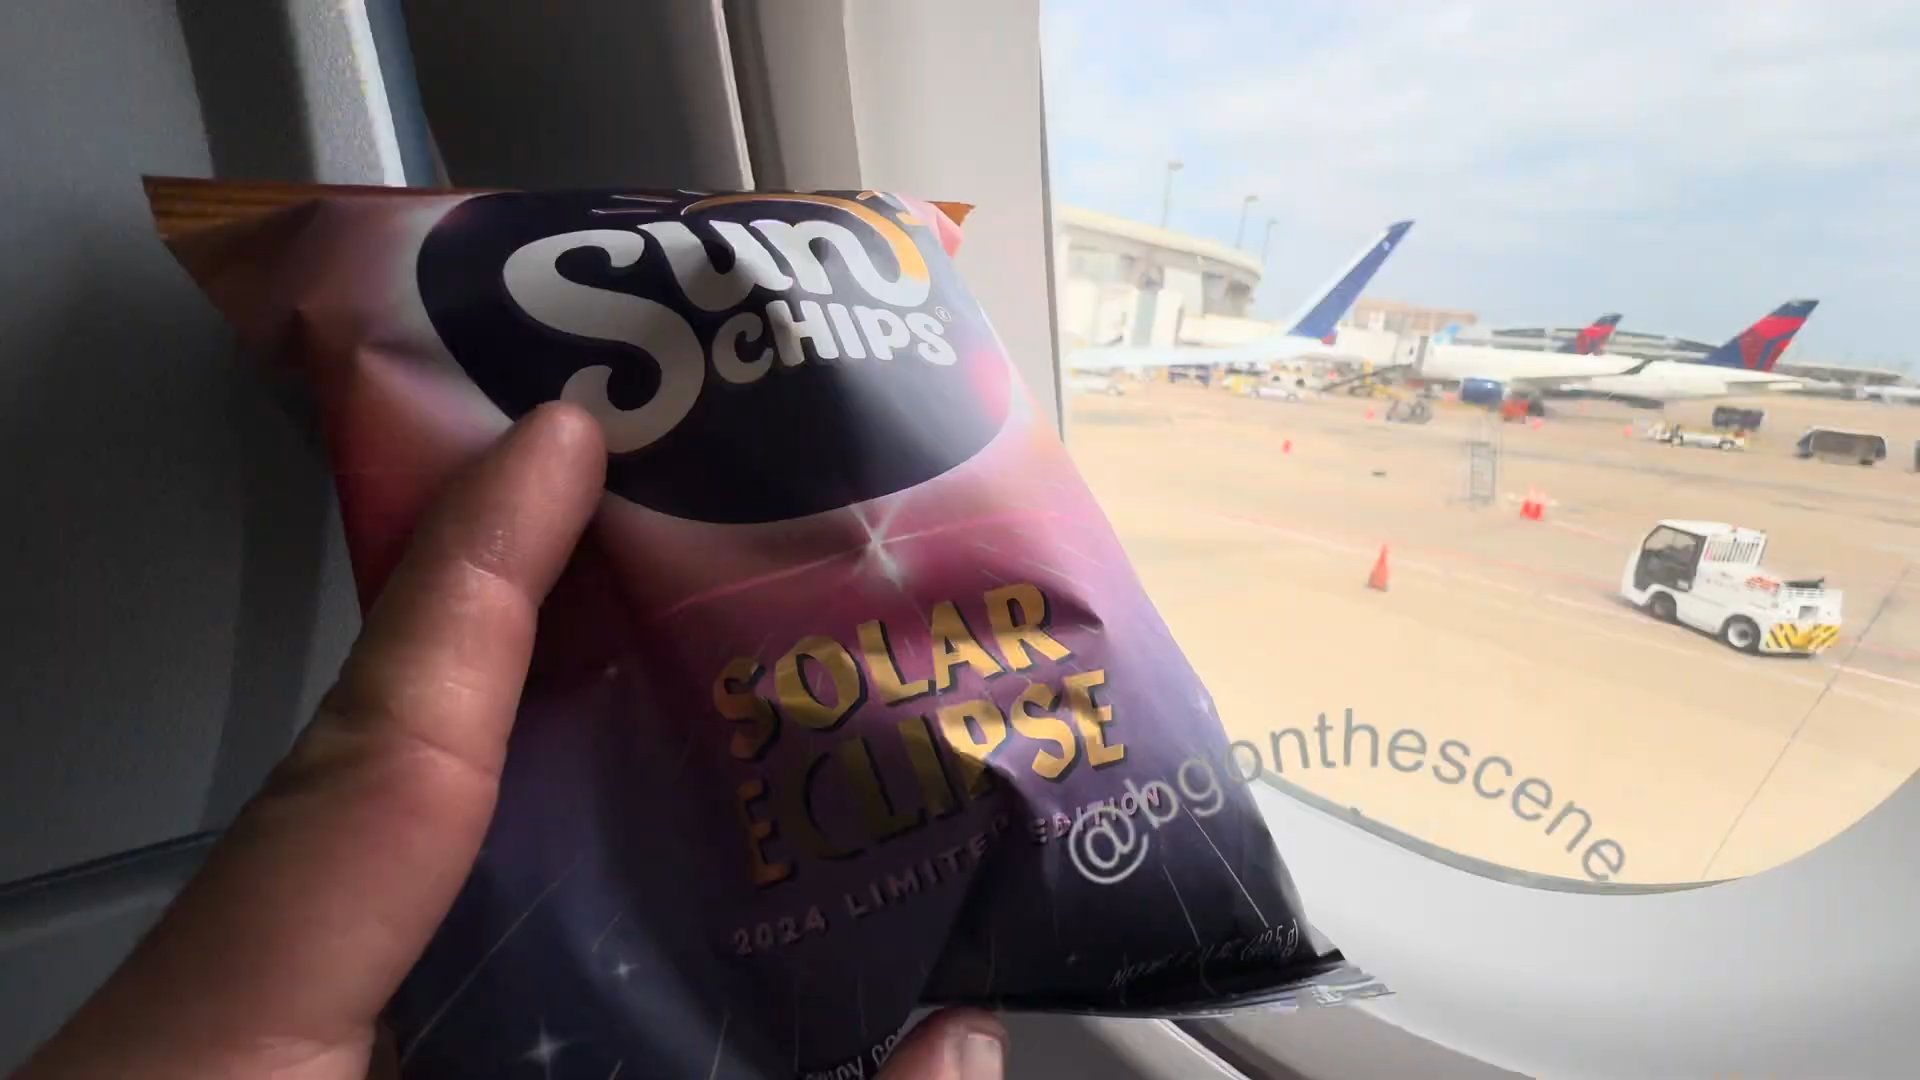 Sun
CHIPS®
SOLAR
ECLIPSE
2024 LIMITED EDITION
@bgonthescene